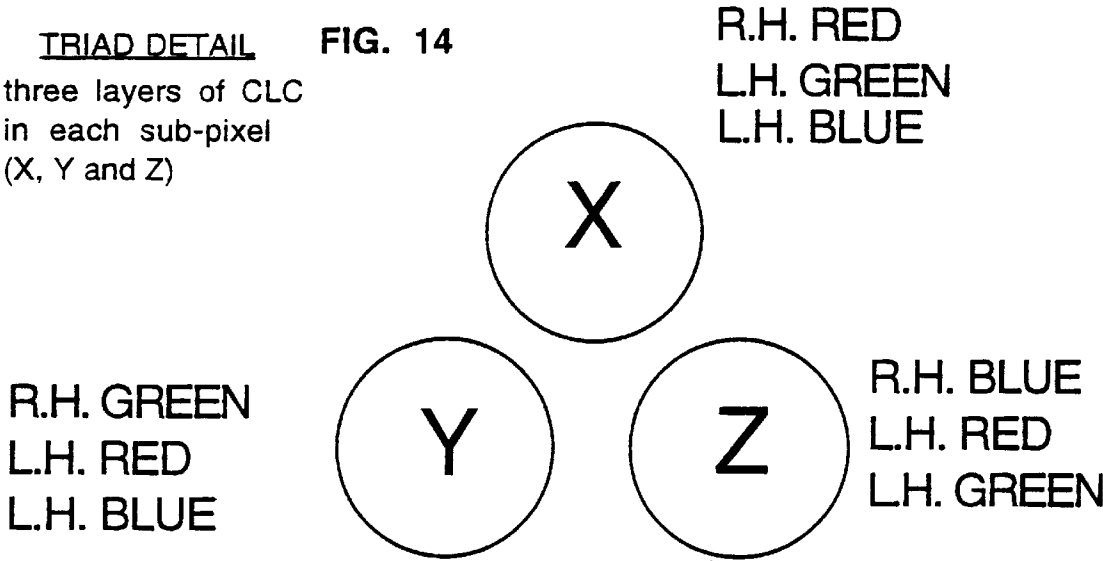 TRIAD DETAIL
FIG. 14
three layers of CLC
in each sub-pixel
(X, Y and Z)
R.H. RED
L.H. GREEN
L.H. BLUE
X
R.H. GREEN
L.H. RED
L.H. BLUE
Y
Z
R.H. BLUE
L.H. RED
L.H. GREEN